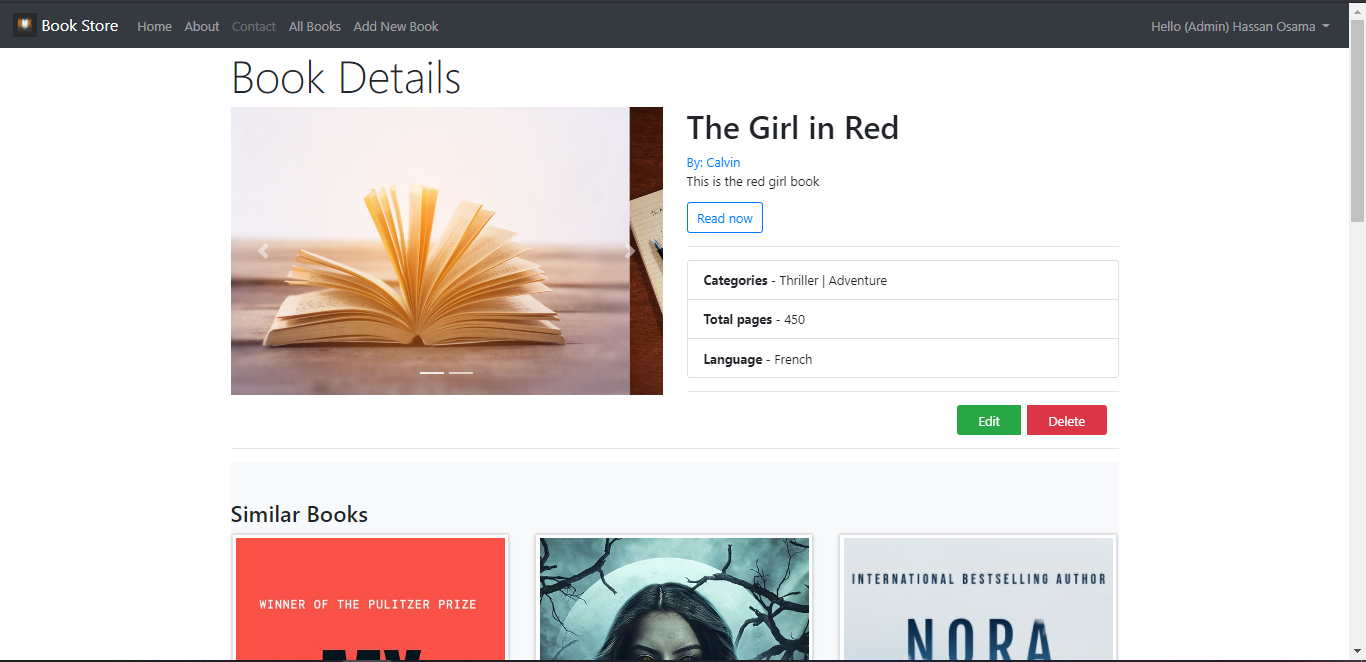 Book Store Home About Contact All Books Add New Book Hello (Admin) Hassan Osama
Book Details
The Girl in Red
By: Calvin
This is the red girl book
Read now
Categories - Thriller | Adventure
Total pages - 450
Language - French
Edit Delete
Similar Books
WINNER OF THE PULITZER PRIZE
MY
INTERNATIONAL BESTSELLING AUTHOR
NORA